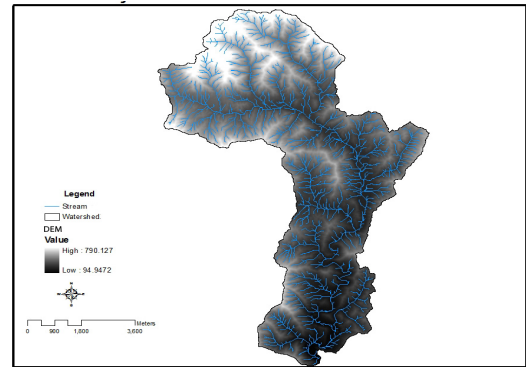 Legend
Stream
Watershed
DEM
Value
High : 790.127
Low : 94.9472
Meters
0 900 1,800 3,600